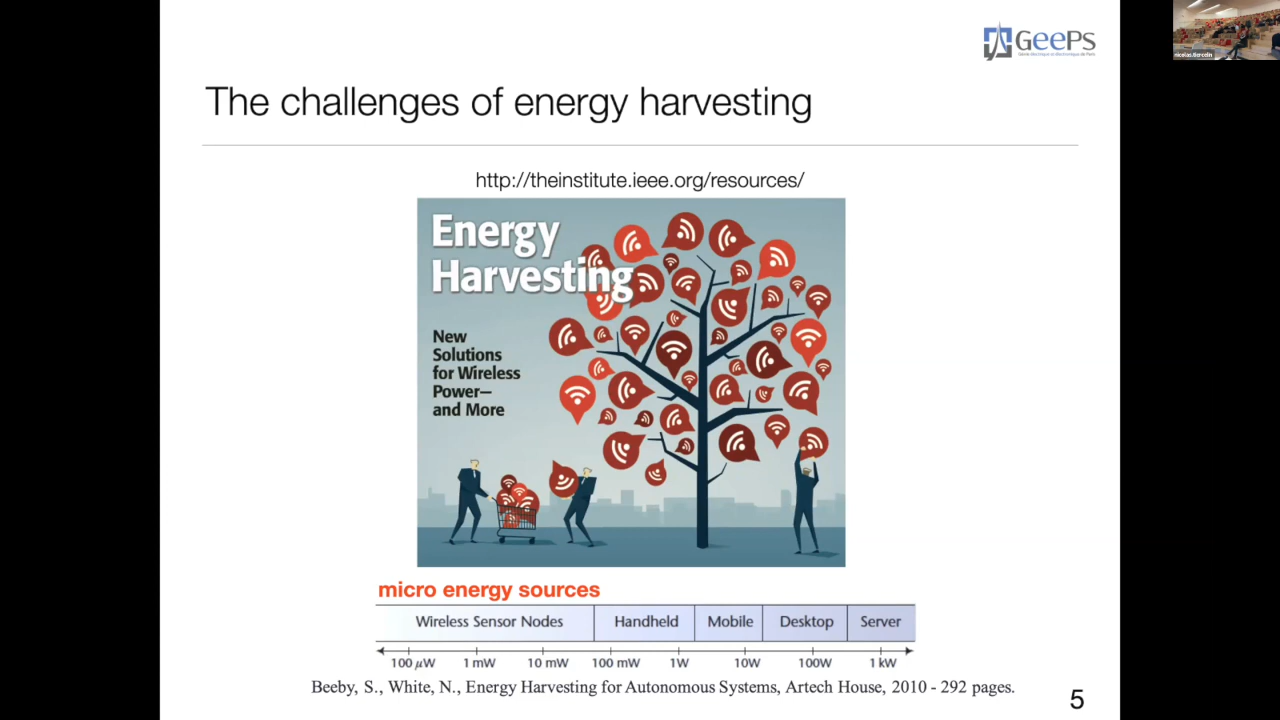 GeePs
The challenges of energy harvesting
http://theinstitute.ieee.org/resources/
Energy
Harvesting
New
Solutions
for Wireless
Power—
and More
micro energy sources
Wireless Sensor Nodes Handheld Mobile Desktop Server
100 μW 1 mW 10 mW 100 mW 1W 10W 100W 1 kW
Beeby, S., White, N., Energy Harvesting for Autonomous Systems, Artech House, 2010 - 292 pages.
5